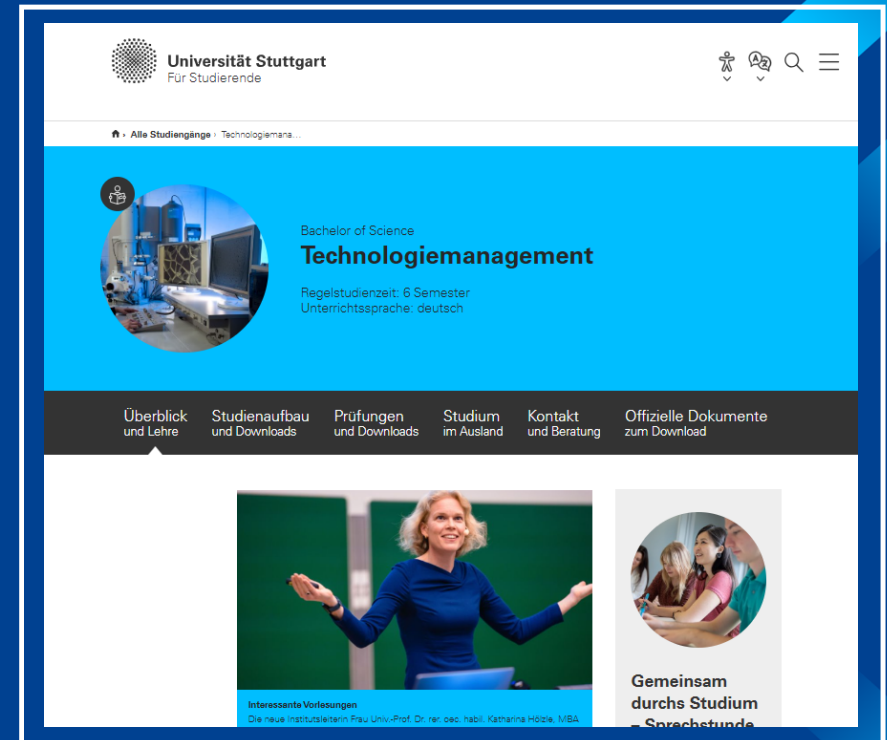 Universität Stuttgart
Für Studierende
Alle Studiengänge › Technologiemana...
Bachelor of Science
Technologiemanagement
Regelstudienzeit: 6 Semester
Unterrichtssprache: deutsch
Überblick
und Lehre
Studienaufbau
und Downloads
Prüfungen
und Downloads
Studium
im Ausland
Kontakt
und Beratung
Offizielle Dokumente
zum Download
Interessante Vorlesungen
Die neue Institutsleiterin Frau Univ.-Prof. Dr. rer. oec. habil. Katharina Hölzle, MBA
Gemeinsam
durchs Studium
– Sprechstunde